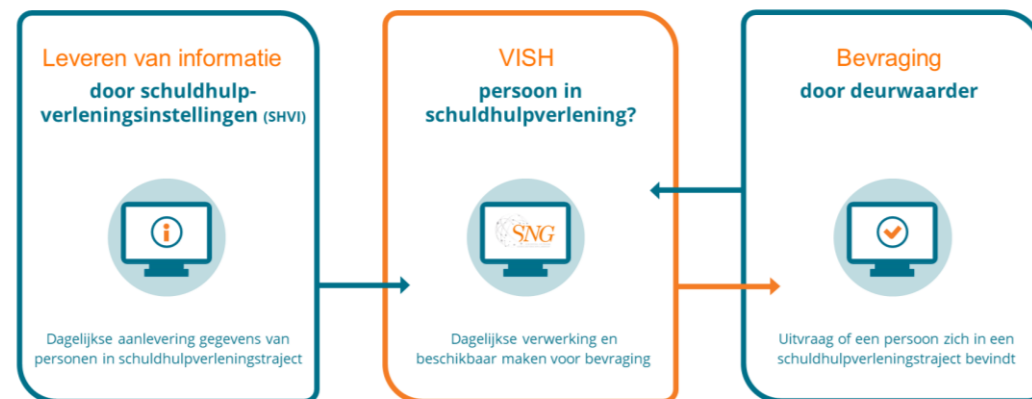 Leveren van informatie
door schuldhulp-
verleningsinstellingen (SHVI)
Dagelijkse aanlevering gegevens van
personen in schuldhulpverleningstraject
VISH
persoon in
schuldhulpverlening?
SNG
Dagelijkse verwerking en
beschikbaar maken voor bevraging
Bevraging
door deurwaarder
Uitvraag of een persoon zich in een
schuldhulpverleningstraject bevindt